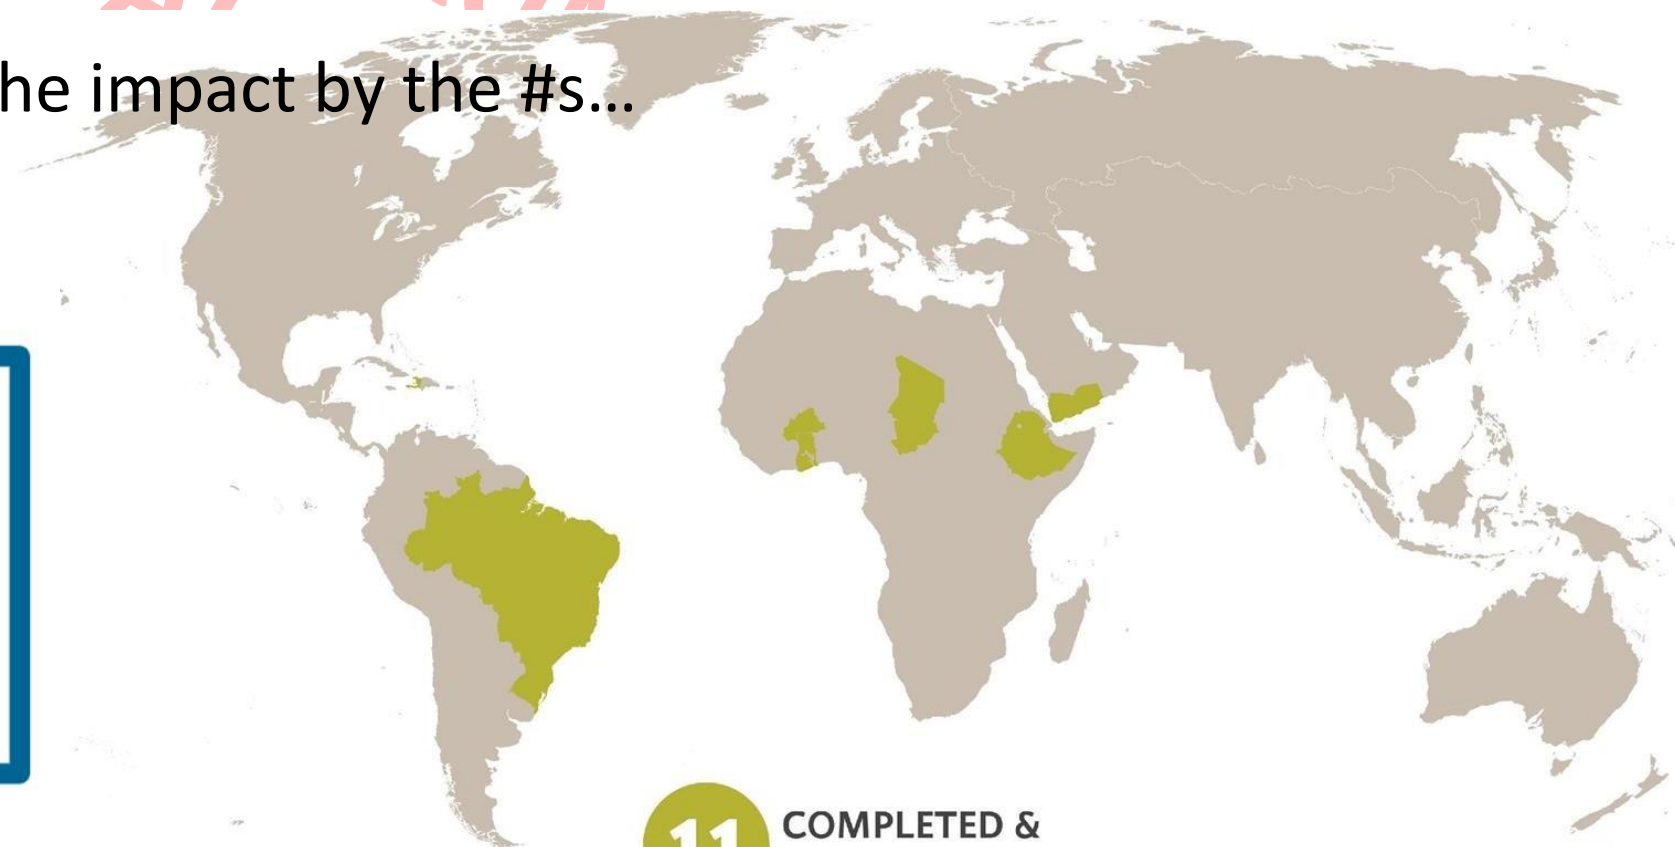 he impact by the #s…
11
COMPLETED &